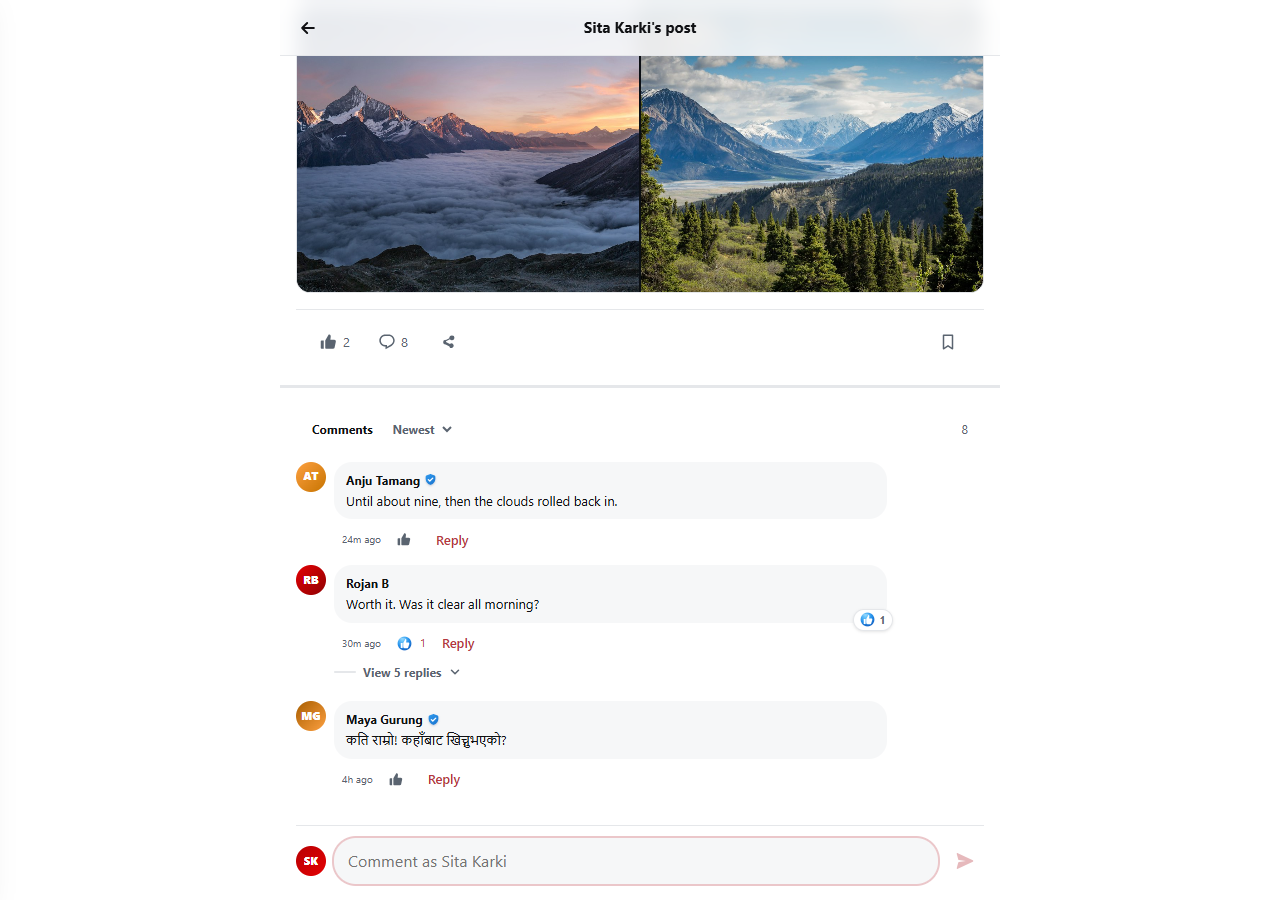 Sita Karki's post
2 8
Comments Newest 8
AT Anju Tamang
Until about nine, then the clouds rolled back in.
24m ago Reply
RB Rojan B
Worth it. Was it clear all morning?
1
30m ago 1 Reply
View 5 replies
MG Maya Gurung
कति राम्रो! कहाँबाट खिच्नुभएको?
4h ago Reply
SK Comment as Sita Karki